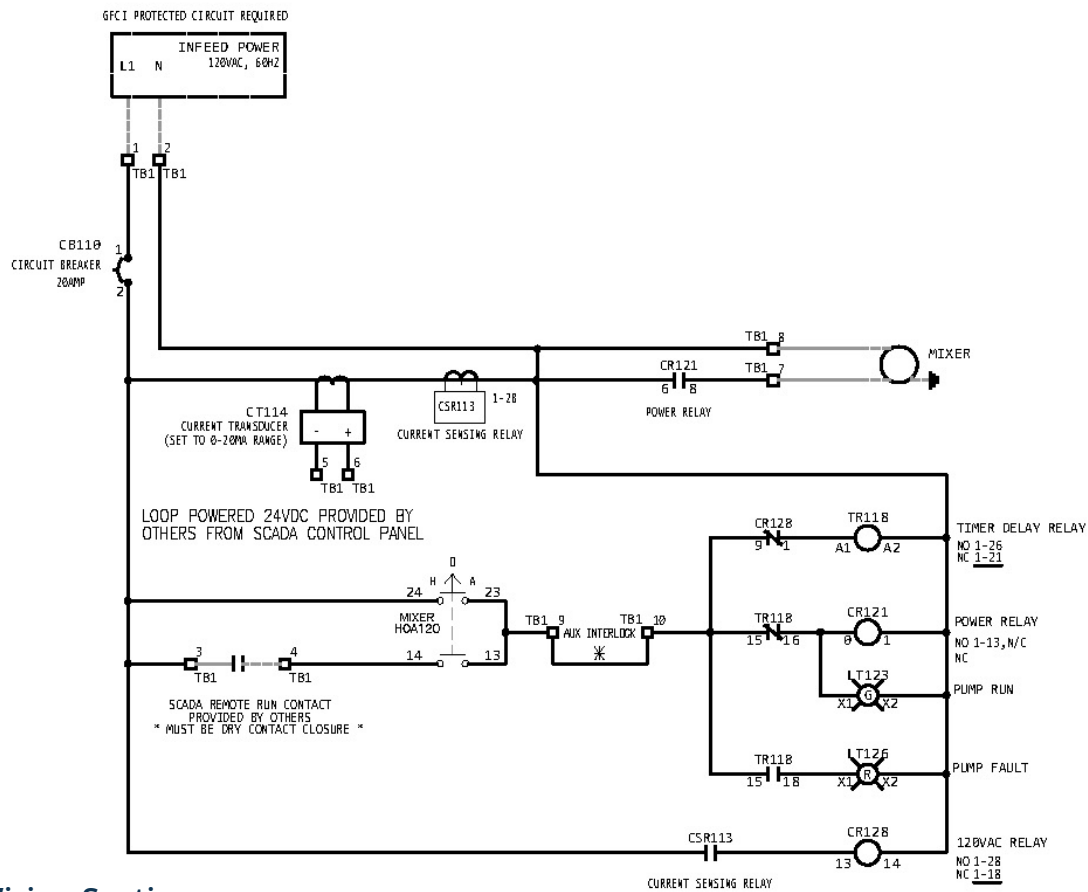 GFCI PROTECTED CIRCUIT REQUIRED
INFEED POWER
120VAC, 60HZ
L1 N
1 2
TB1 TB1
CB110
CIRCUIT BREAKER
20AMP
1
2
TB1 8
MIXER
CR121
TB1 7
6 8
POWER RELAY
CSR113
1-28
CURRENT SENSING RELAY
CT114
CURRENT TRANSDUCER
(SET TO 0-20MA RANGE)
- +
5 6
TB1 TB1
LOOP POWERED 24VDC PROVIDED BY
OTHERS FROM SCADA CONTROL PANEL
CR128
9 1
TR118
A1 A2
TIMER DELAY RELAY
NO 1-26
NC 1-21
O
H A
24 23
MIXER
HOA120
14 13
TB1 9
AUX INTERLOCK
TB1 10
TR118
15 16
CR121
0 1
POWER RELAY
NO 1-13,N/C
NC
3
TB1
4
TB1
SCADA REMOTE RUN CONTACT
PROVIDED BY OTHERS
* MUST BE DRY CONTACT CLOSURE *
LT123
G
X1 X2
PUMP RUN
TR118
15 18
LT126
R
X1 X2
PUMP FAULT
CSR113
CURRENT SENSING RELAY
CR128
13 14
120VAC RELAY
NO 1-28
NC 1-18